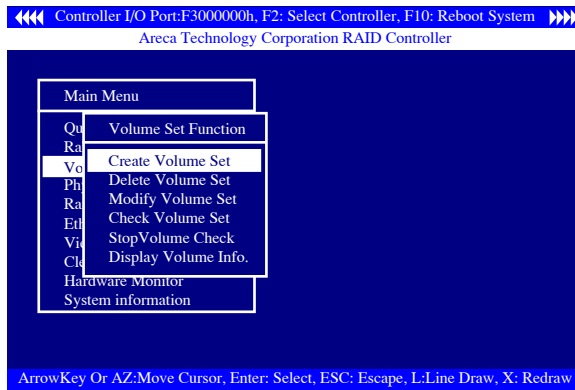 Controller I/O Port:F3000000h, F2: Select Controller, F10: Reboot System
Areca Technology Corporation RAID Controller
Main Menu
Volume Set Function
Create Volume Set
Delete Volume Set
Modify Volume Set
Check Volume Set
StopVolume Check
Display Volume Info.
Hardware Monitor
System information
ArrowKey Or AZ:Move Cursor, Enter: Select, ESC: Escape, L:Line Draw, X: Redraw